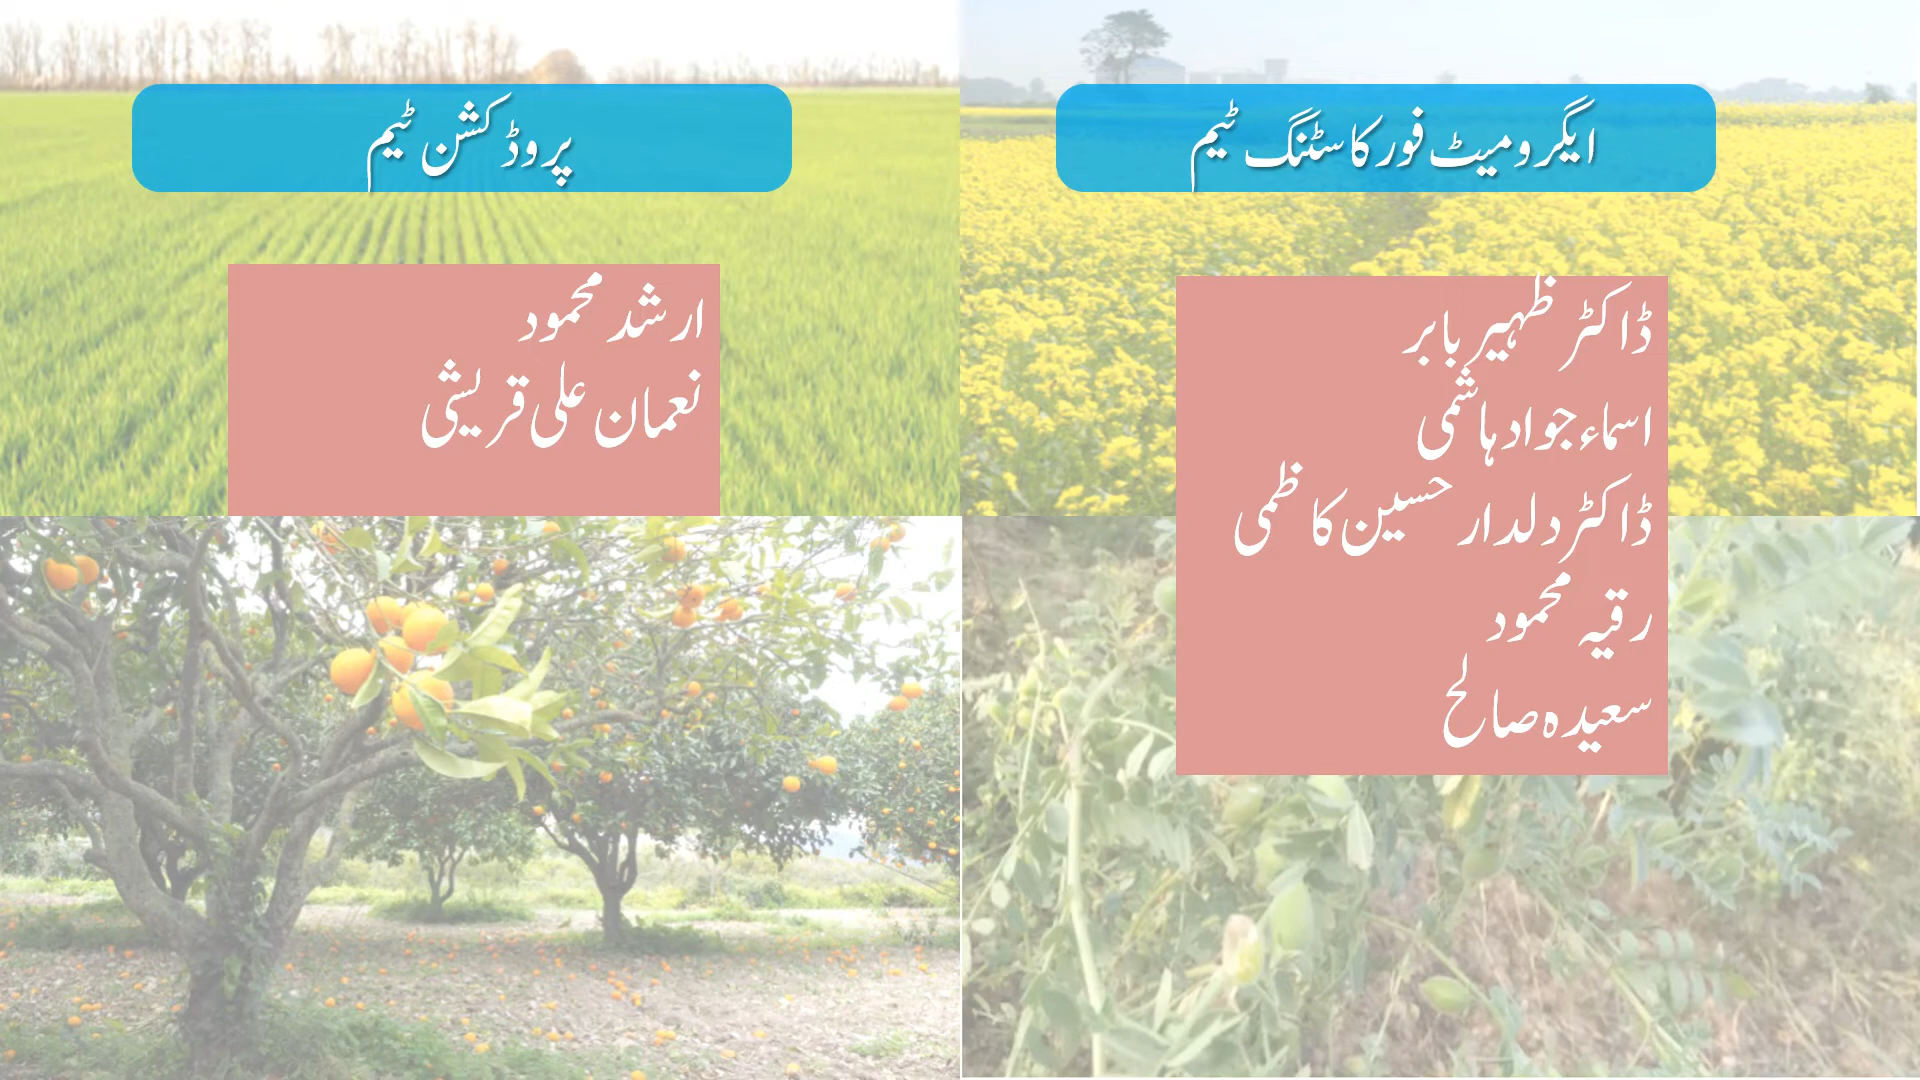 ایگرومیٹ فورکاسٹنگ ٹیم
ڈاکٹر ظہیر بابر
اسماء جواد ہاشمی
ڈاکٹر دلدار حسین کاظمی
رقیہ محمود
سعیدہ صالح
پروڈکشن ٹیم
ارشد محمود
نعمان علی قریشی